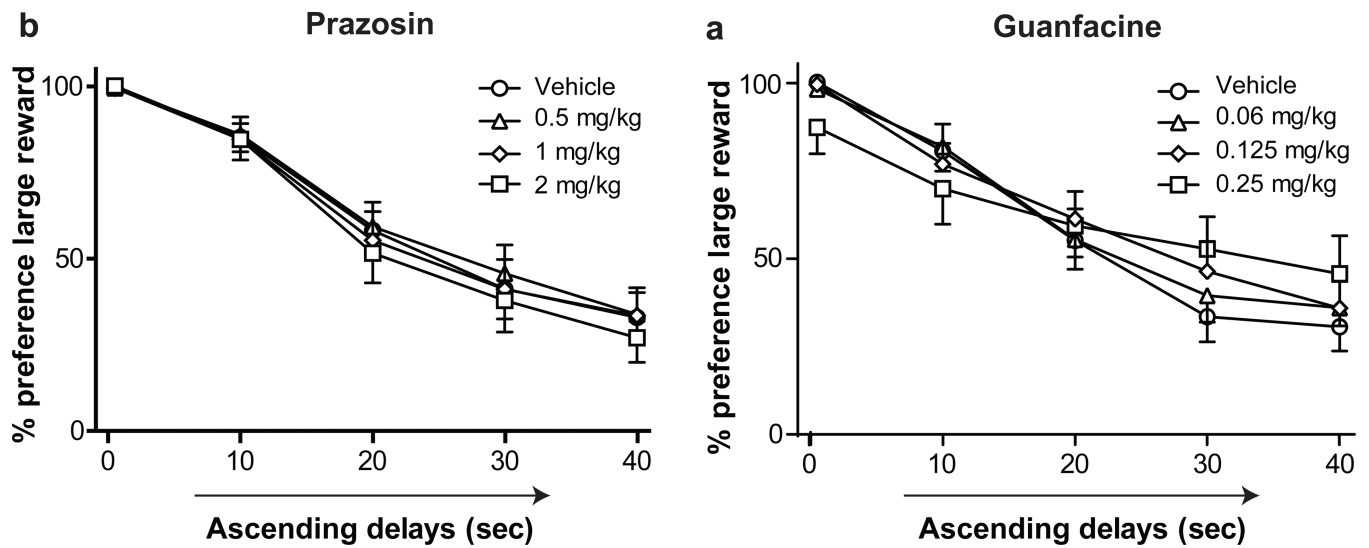 b
Prazosin
% preference large reward
100
50
0
Vehicle
0.5 mg/kg
1 mg/kg
2 mg/kg
0 10 20 30 40
Ascending delays (sec)
a
Guanfacine
% preference large reward
100
50
0
Vehicle
0.06 mg/kg
0.125 mg/kg
0.25 mg/kg
0 10 20 30 40
Ascending delays (sec)